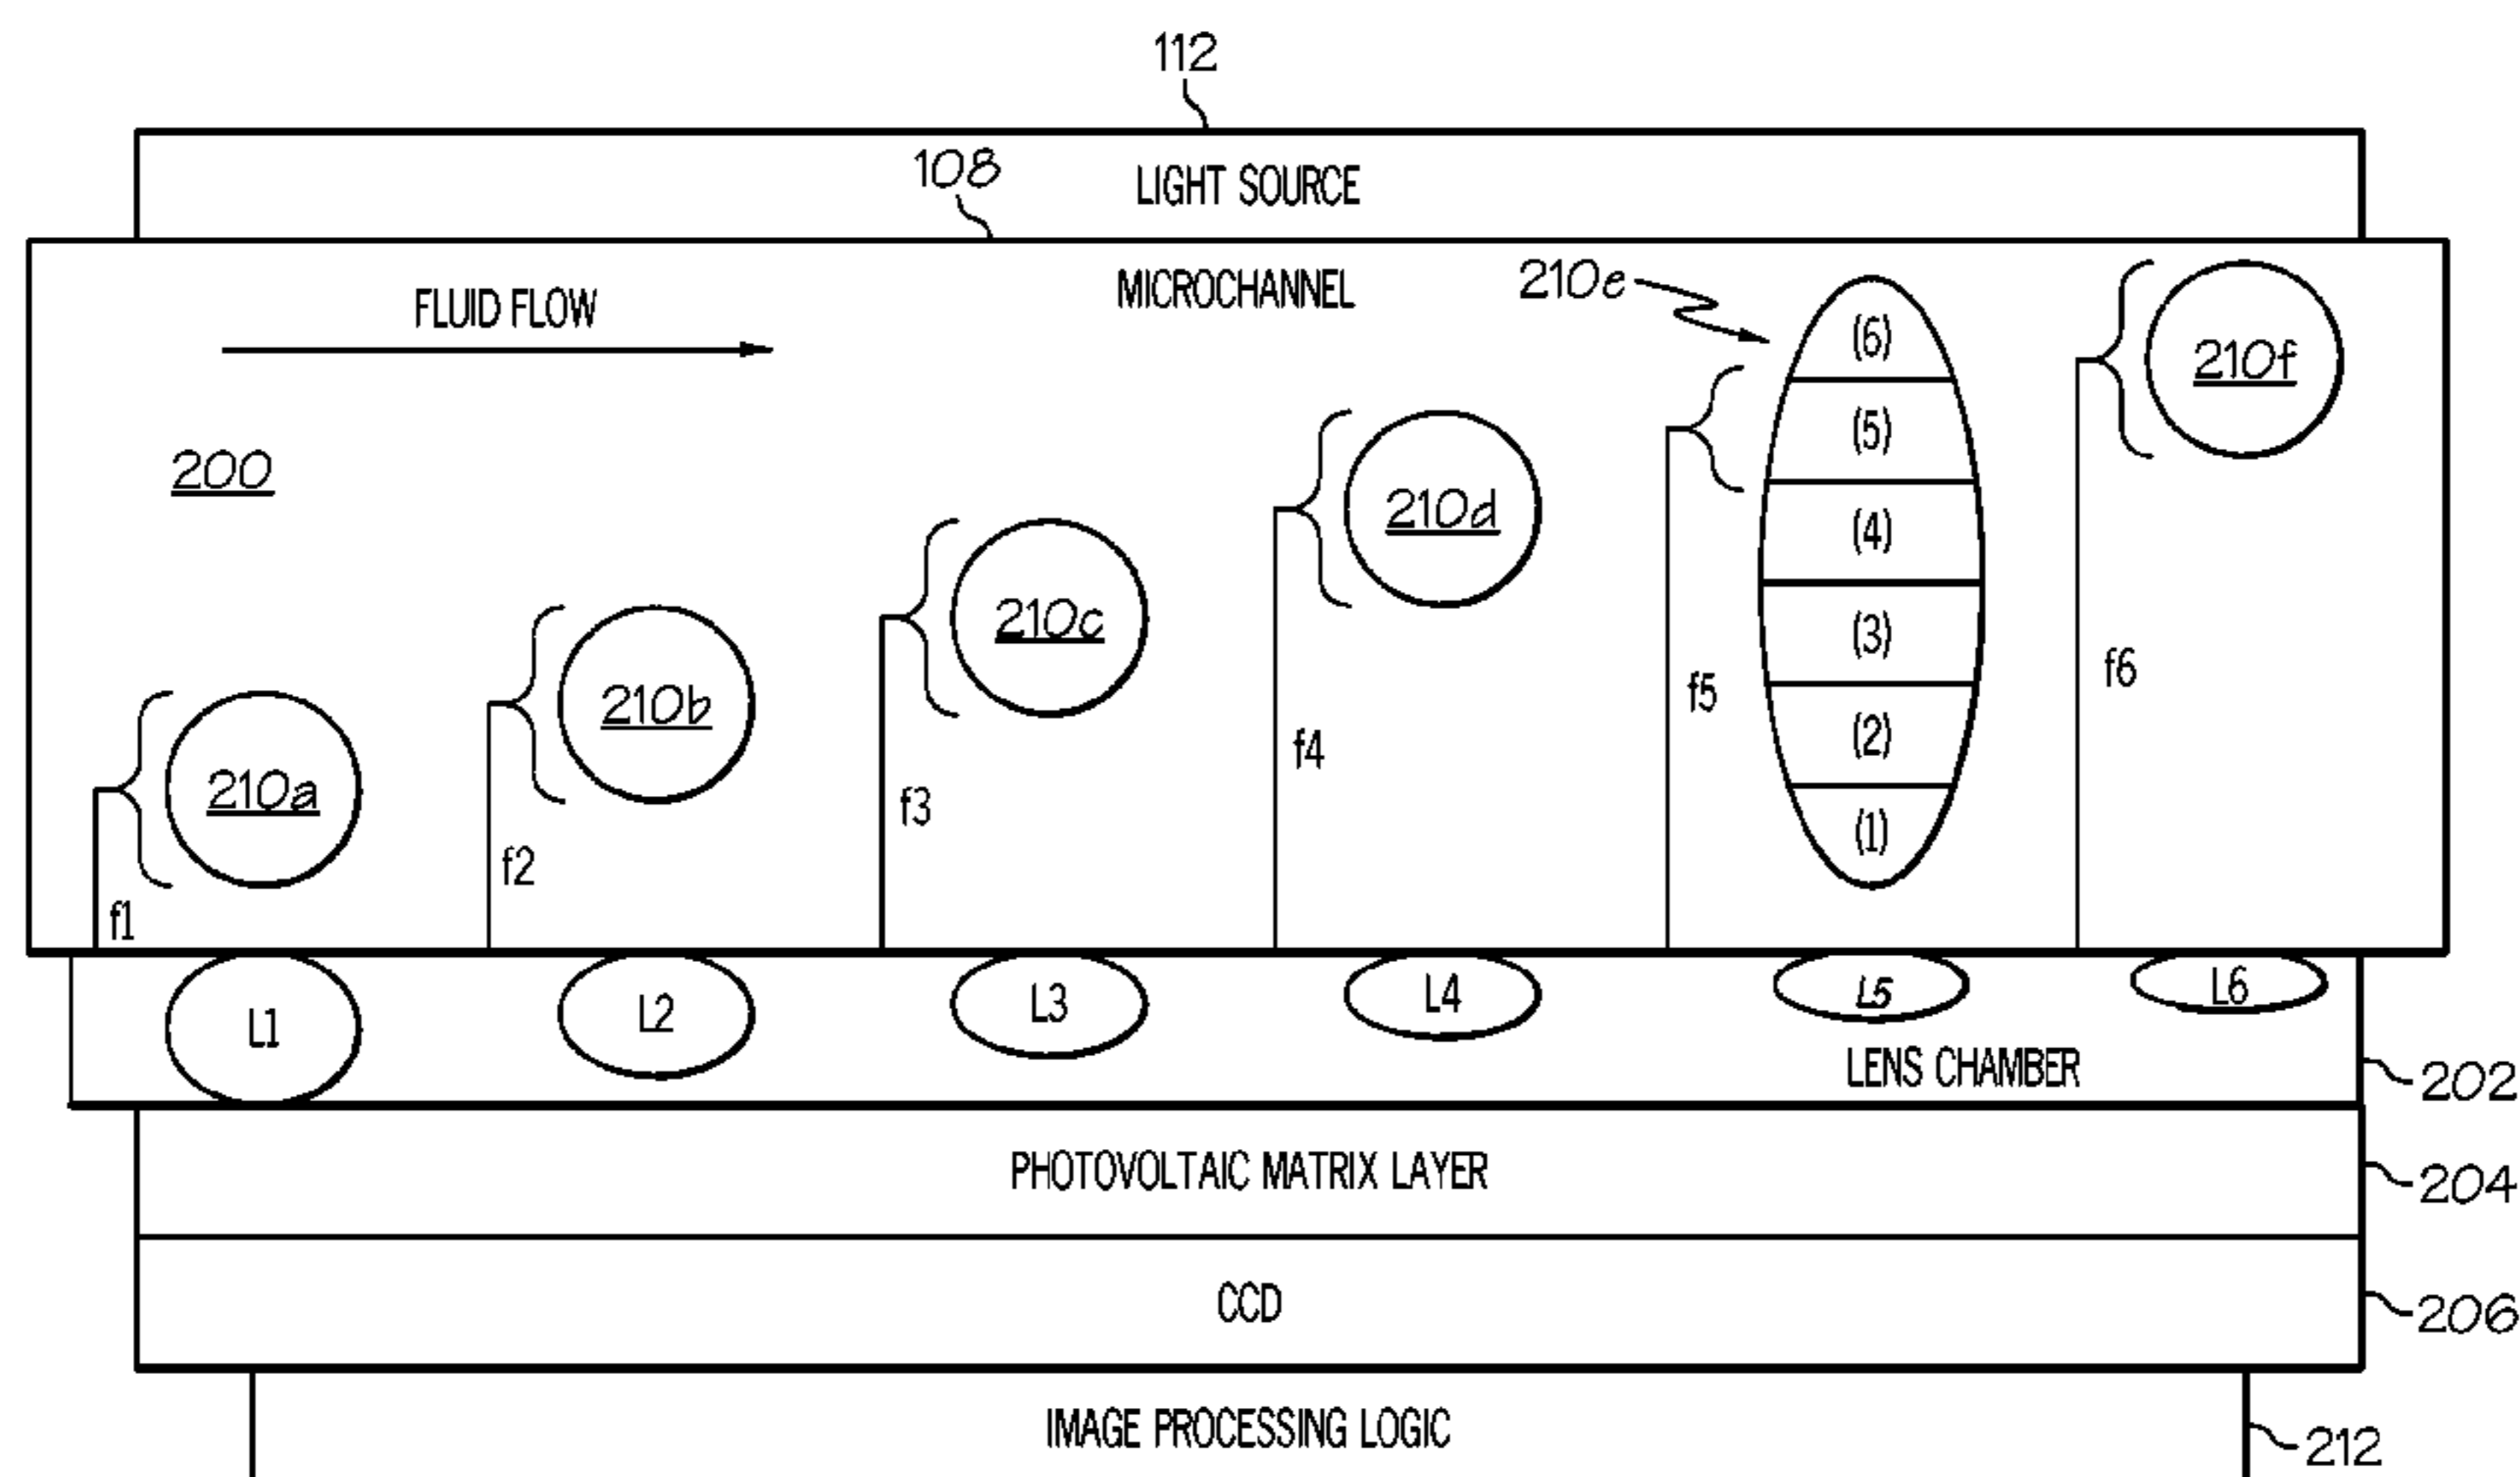 112
LIGHT SOURCE
108
MICROCHANNEL
FLUID FLOW
200
210a
210b
210c
210d
210e
210f
(6)
(5)
(4)
(3)
(2)
(1)
f1
f2
f3
f4
f5
f6
L1
L2
L3
L4
L5
L6
LENS CHAMBER
202
PHOTOVOLTAIC MATRIX LAYER
204
CCD
206
IMAGE PROCESSING LOGIC
212